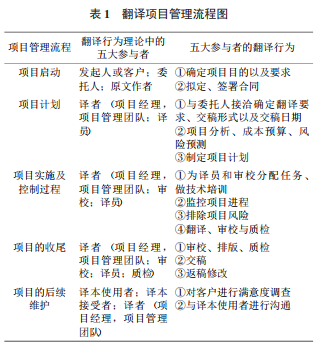 表 1 翻译项目管理流程图
项目管理流程 翻译行为理论中的五大参与者 五大参与者的翻译行为
项目启动
发起人或客户；委
托人；原文作者
①确定项目目的以及要求
②拟定、签署合同
项目计划
译者（项目经理，
项目管理团队；译
员）
①与委托人接洽确定翻译要
求、交稿形式以及交稿日期
②项目分析、成本预算、风
险预测
③制定项目计划
项目实施及
控制过程
译者（项目经理，
项目管理团队；审
校；译员）
①为译员和审校分配任务、
做技术培训
②监控项目进程
③排除项目风险
④翻译、审校与质检
项目的收尾
译者（项目经理，
项目管理团队；审
校；译员；质检）
①审校、排版、质检
②交稿
③返稿修改
项目的后续
维护
译本使用者；译本
接受者；译者（项
目经理，项目管理
团队）
①对客户进行满意度调查
②与译本使用者进行沟通